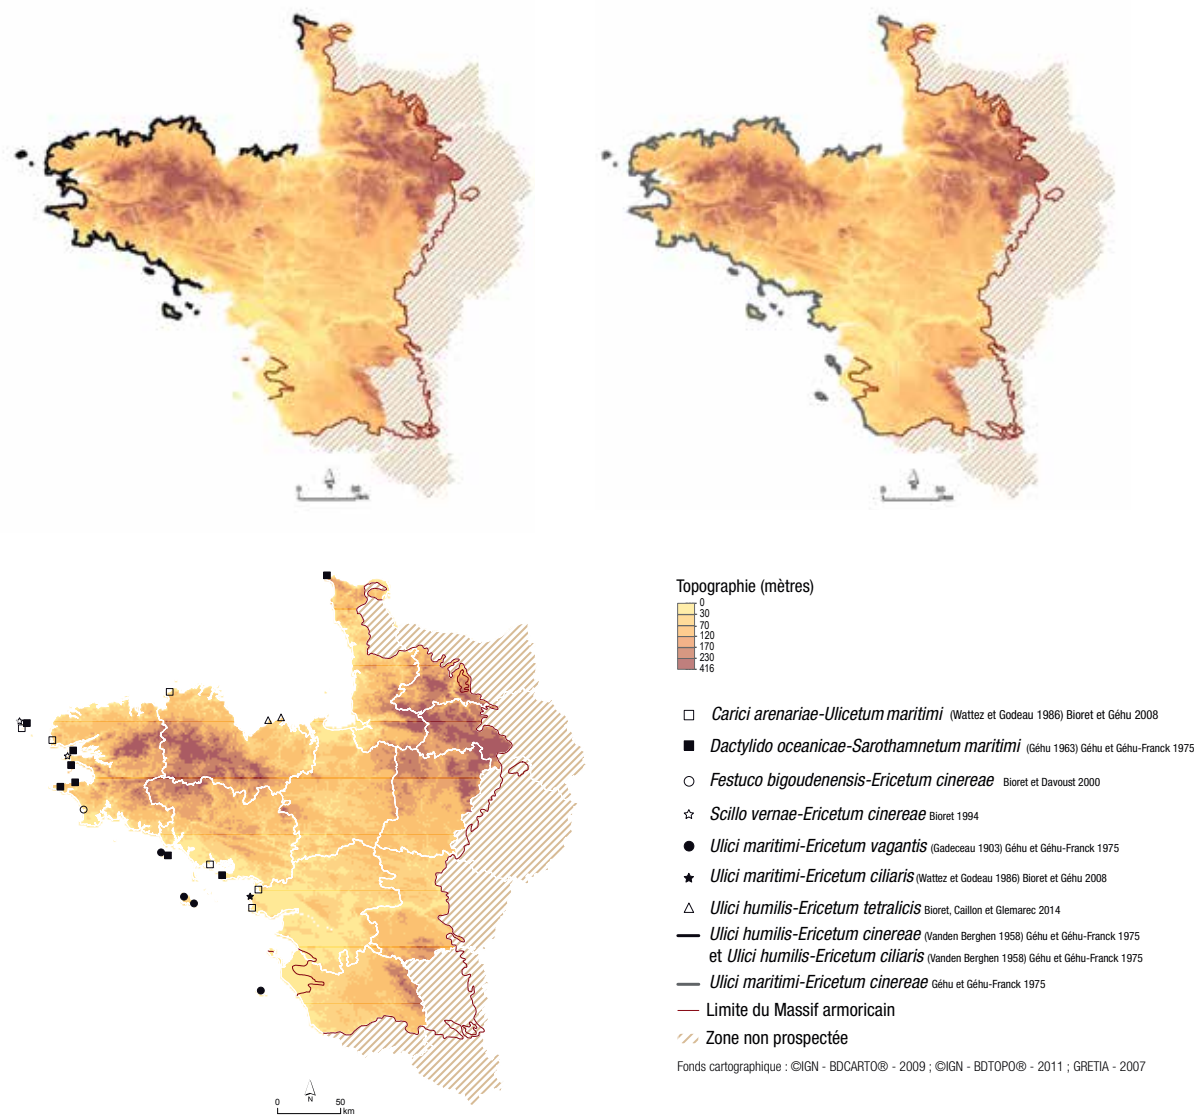 N
0 50
km
N
0 50
km
Topographie (mètres)
0
30
70
120
170
230
416
Carici arenariae-Ulicetum maritimi (Wattez et Godeau 1986) Bioret et Géhu 2008
Dactylido oceanicae-Sarothamnetum maritimi (Géhu 1963) Géhu et Géhu-Franck 1975
Festuco bigoudenensis-Ericetum cinereae Bioret et Davoust 2000
Scillo vernae-Ericetum cinereae Bioret 1994
Ulici maritimi-Ericetum vagantis (Gadeceau 1903) Géhu et Géhu-Franck 1975
Ulici maritimi-Ericetum ciliaris (Wattez et Godeau 1986) Bioret et Géhu 2008
Ulici humilis-Ericetum tetralicis Bioret, Caillon et Glemarec 2014
Ulici humilis-Ericetum cinereae (Vanden Berghen 1958) Géhu et Géhu-Franck 1975
et Ulici humilis-Ericetum ciliaris (Vanden Berghen 1958) Géhu et Géhu-Franck 1975
Ulici maritimi-Ericetum cinereae Géhu et Géhu-Franck 1975
Limite du Massif armoricain
Zone non prospectée
Fonds cartographique : ©IGN - BDCARTO® - 2009 ; ©IGN - BDTOPO® - 2011 ; GRETIA - 2007
N
0 50
km